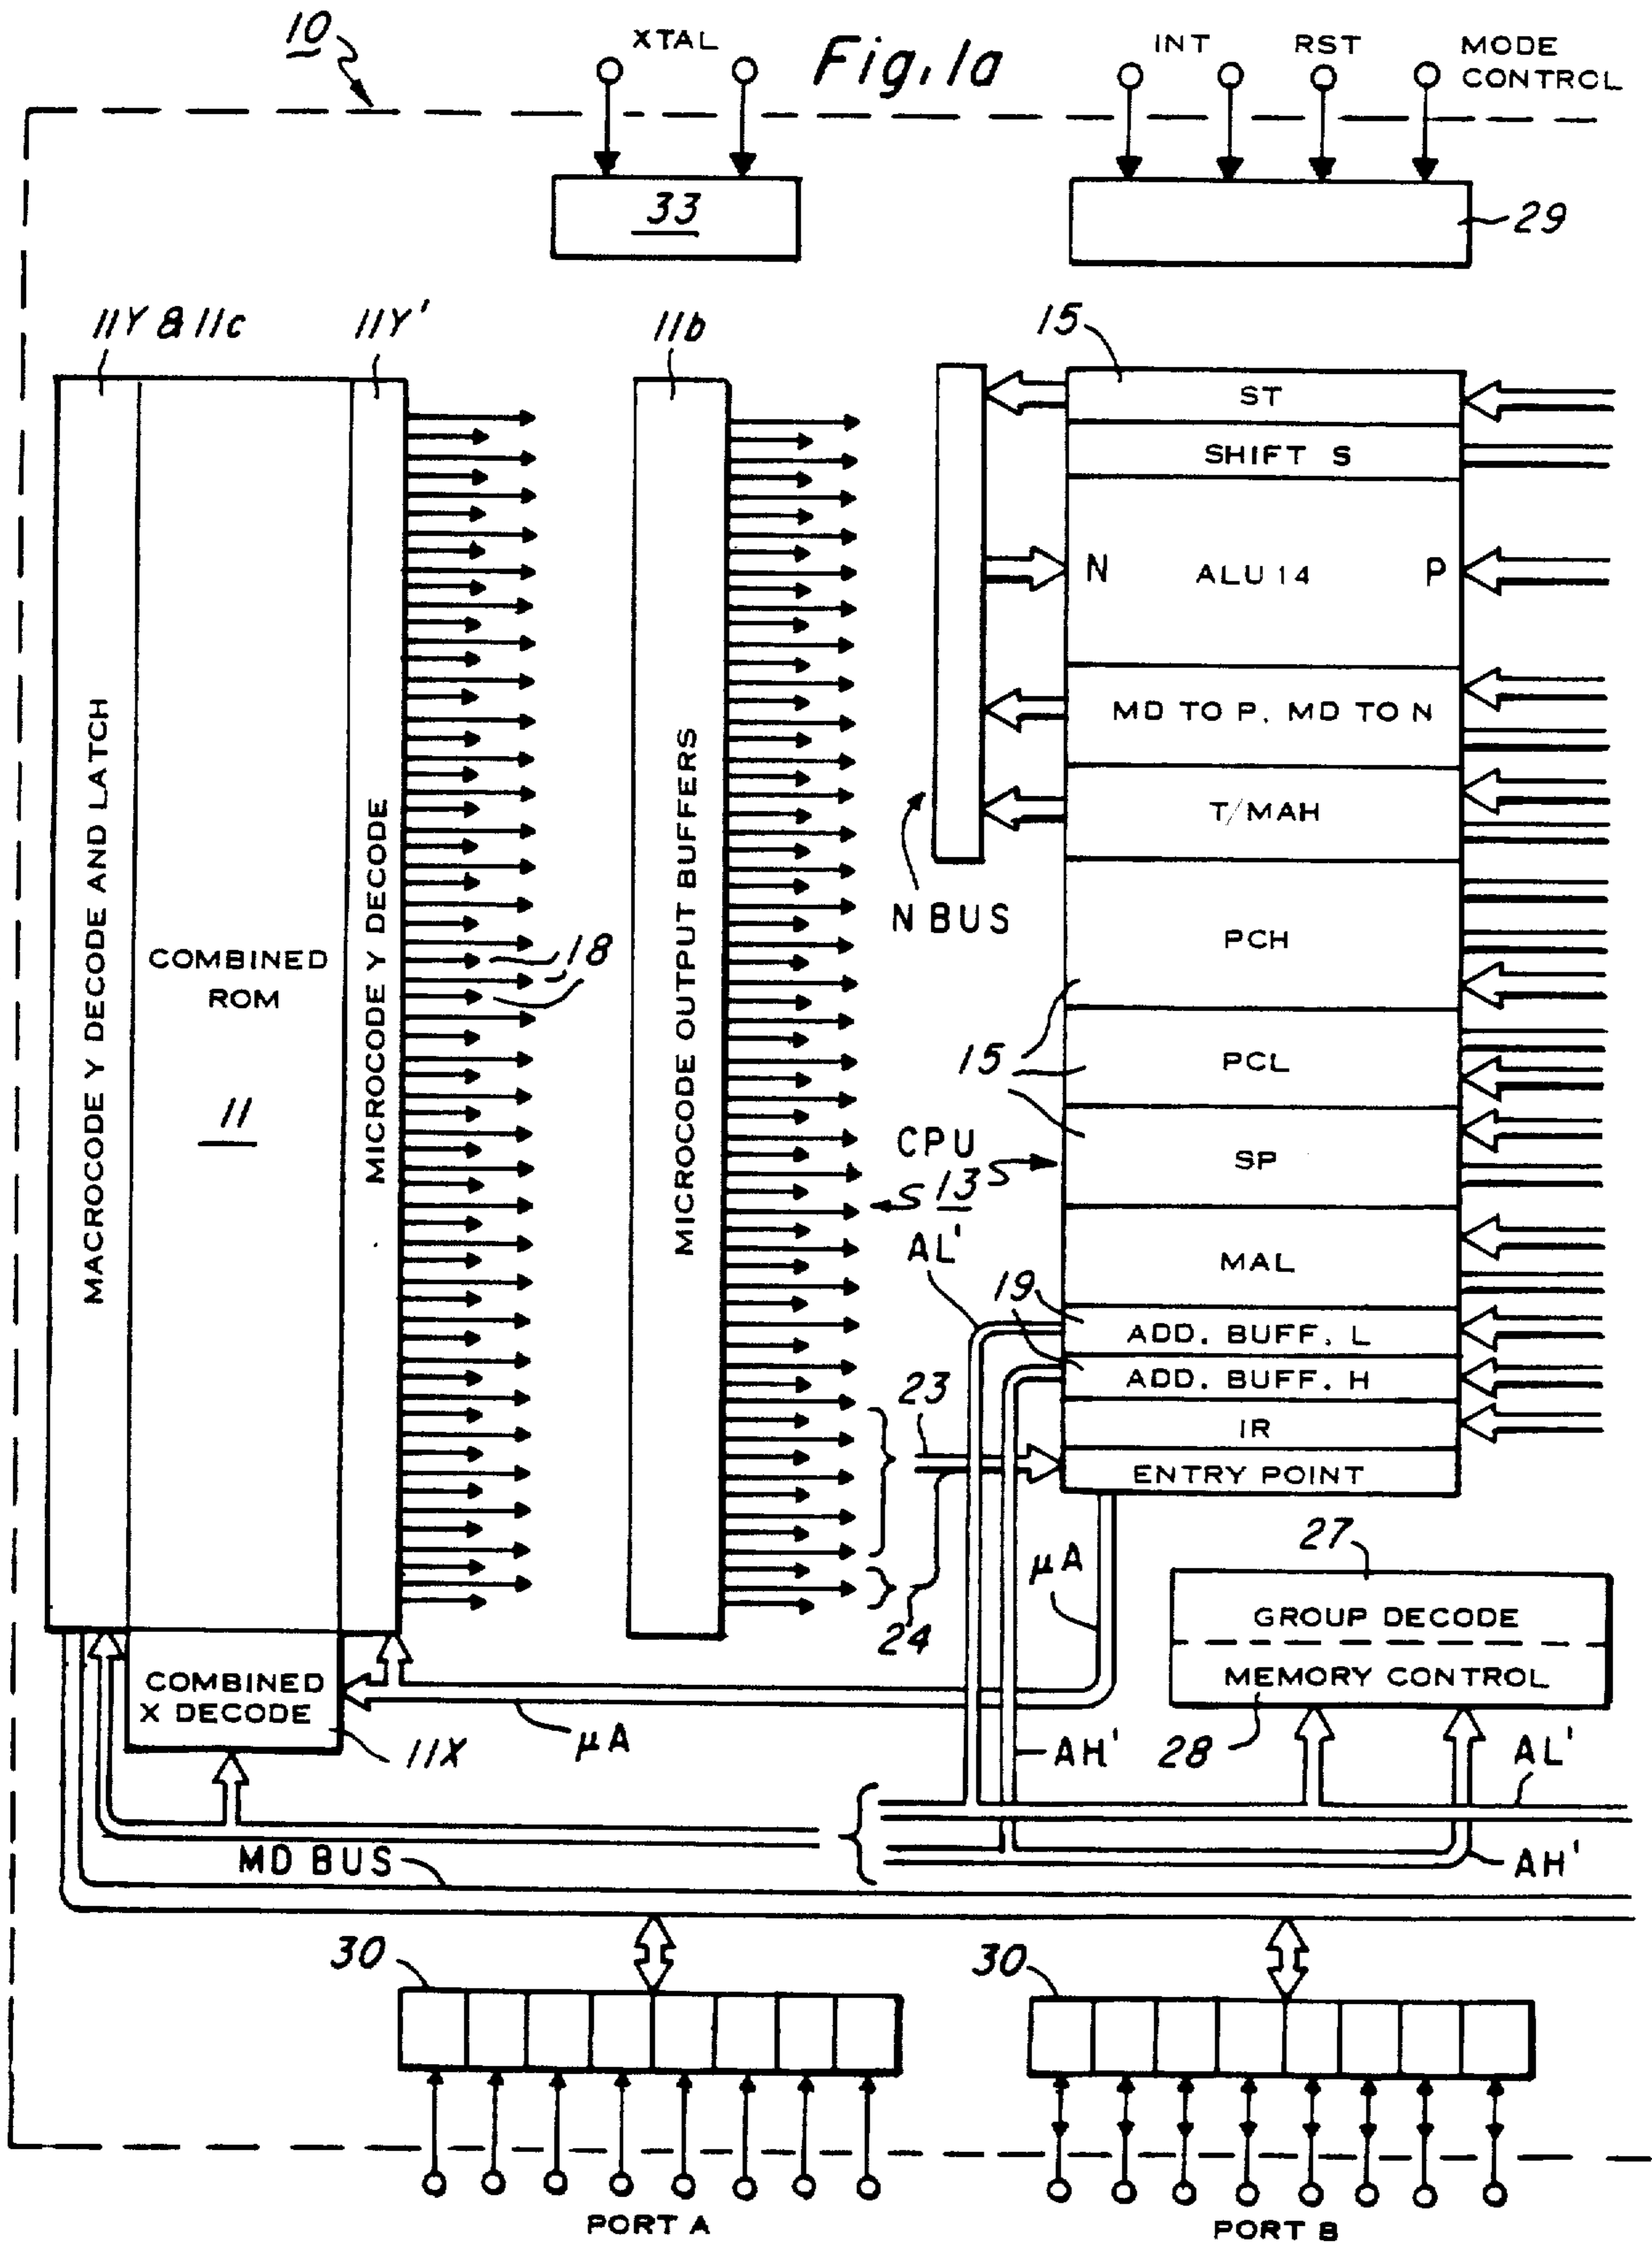 10
XTAL
Fig. 1a
INT
RST
MODE
CONTROL
33
29
11Y & 11c
11Y'
11b
15
ST
SHIFT S
N
ALU 14
P
MD TO P, MD TO N
T/MAH
N BUS
PCH
MACROCODE Y DECODE AND LATCH
COMBINED
ROM
11
MICROCODE Y DECODE
18
MICROCODE OUTPUT BUFFERS
15
PCL
CPU
13
SP
AL'
MAL
19
ADD. BUFF. L
ADD. BUFF. H
23
IR
ENTRY POINT
24
μA
27
GROUP DECODE
MEMORY CONTROL
28
COMBINED
X DECODE
11X
μA
AH'
AL'
AH'
MD BUS
30
30
PORT A
PORT B